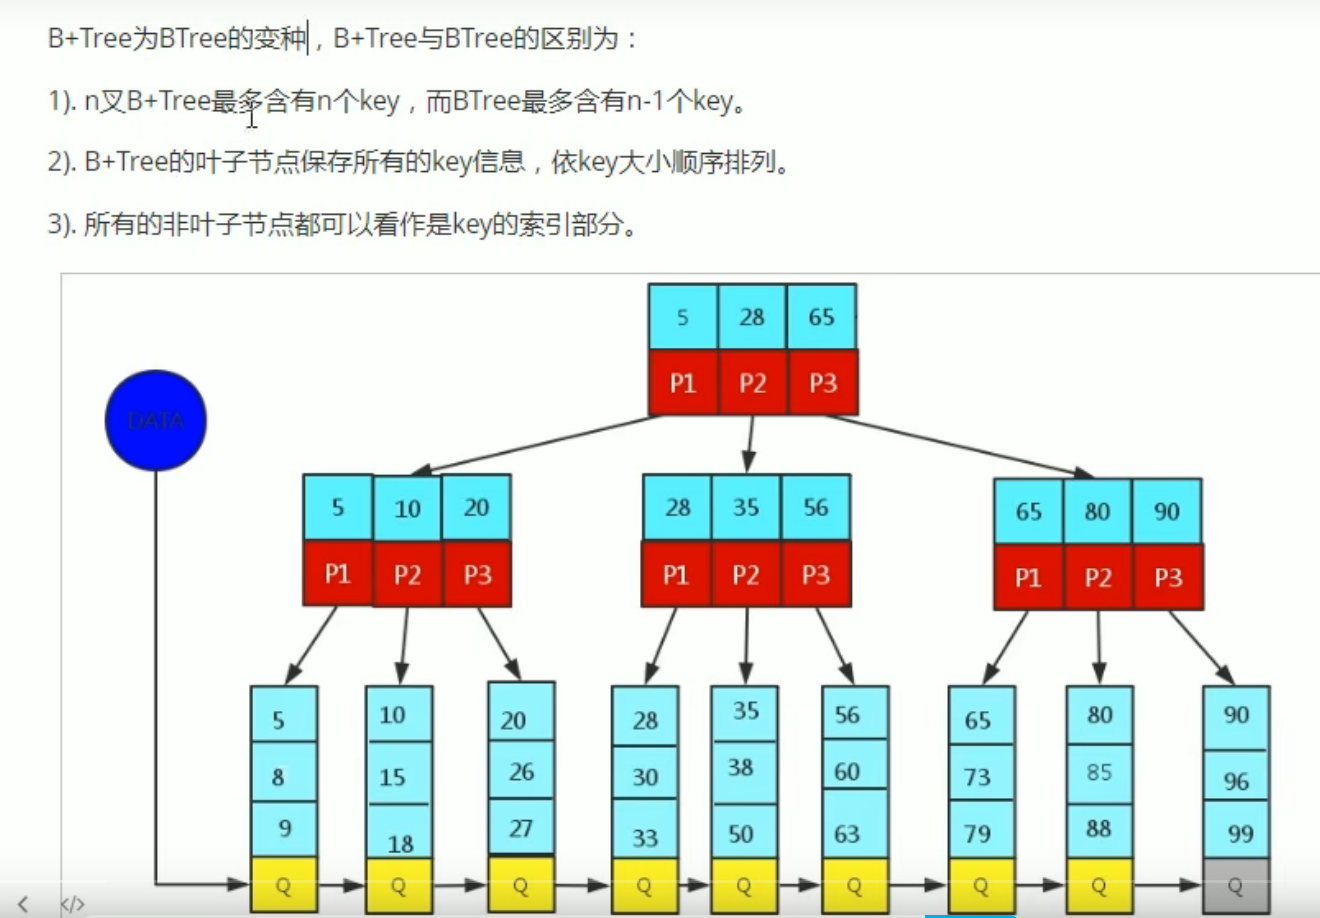 B+Tree为BTree的变种，B+Tree与BTree的区别为：
1). n叉B+Tree最多含有n个key，而BTree最多含有n-1个key。
2). B+Tree的叶子节点保存所有的key信息，依key大小顺序排列。
3). 所有的非叶子节点都可以看作是key的索引部分。
5 28 65
P1 P2 P3
DATA
5 10 20 28 35 56 65 80 90
P1 P2 P3 P1 P2 P3 P1 P2 P3
5 10 20 28 35 56 65 80 90
8 15 26 30 38 60 73 85 96
9 18 27 33 50 63 79 88 99
Q Q Q Q Q Q Q Q Q